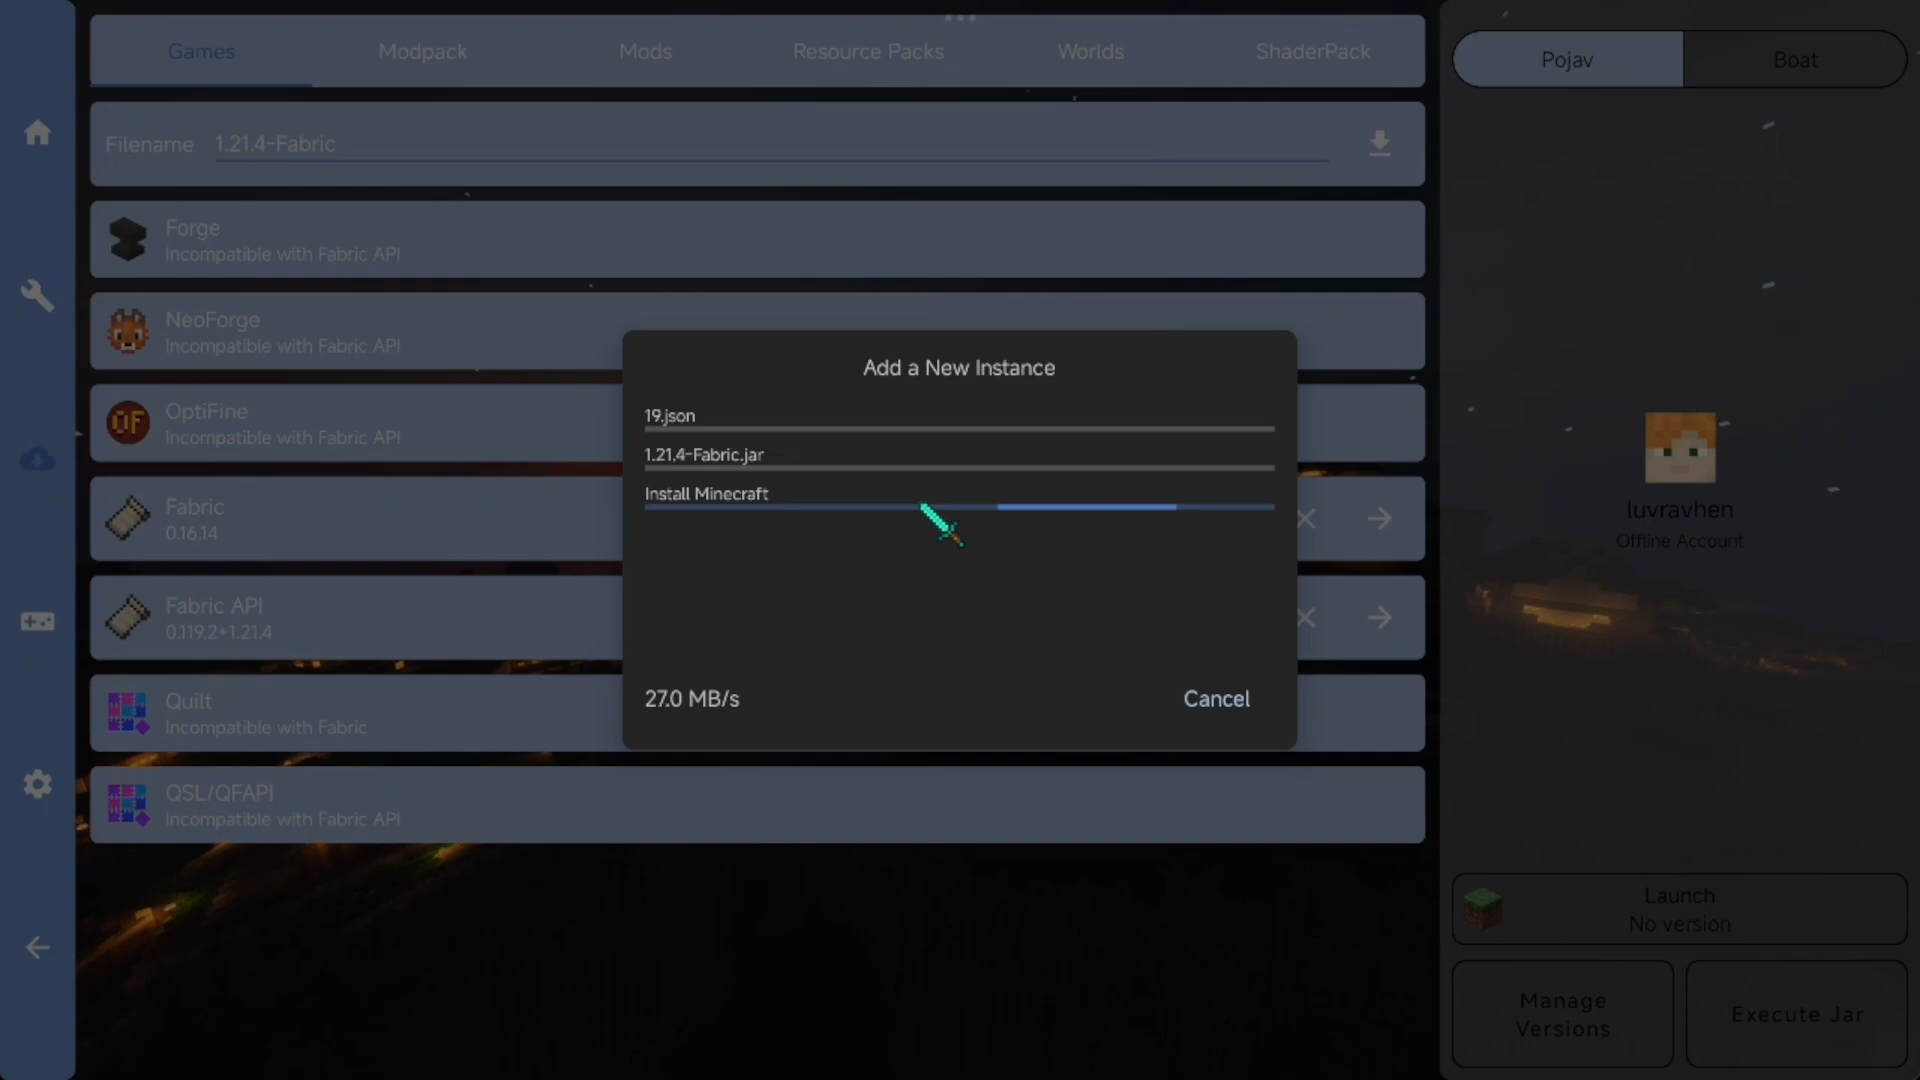 Games
Modpack
Mods
Resource Packs
Worlds
ShaderPack
Filename
1.21.4-Fabric
Forge
Incompatible with Fabric API
NeoForge
Incompatible with Fabric API
OF
OptiFine
Incompatible with Fabric API
Fabric
0.16.14
Fabric API
0.119.2+1.21.4
Quilt
Incompatible with Fabric
QSL/QFAPI
Incompatible with Fabric API
Add a New Instance
19.json
1.21.4-Fabric.jar
Install Minecraft
27.0 MB/s
Cancel
Pojav
Boat
luvravhen
Offline Account
Launch
No version
Manage
Versions
Execute Jar